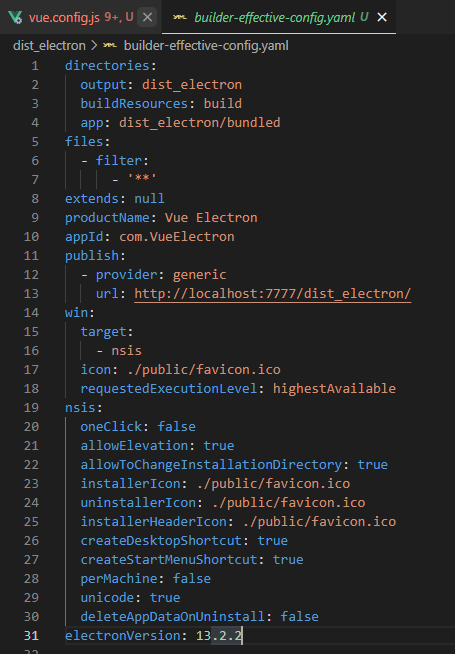 vue.config.js 9+, U
builder-effective-config.yaml U
dist_electron > builder-effective-config.yaml
1 directories:
2 output: dist_electron
3 buildResources: build
4 app: dist_electron/bundled
5 files:
6 - filter:
7 - '**'
8 extends: null
9 productName: Vue Electron
10 appId: com.VueElectron
11 publish:
12 - provider: generic
13 url: http://localhost:7777/dist_electron/
14 win:
15 target:
16 - nsis
17 icon: ./public/favicon.ico
18 requestedExecutionLevel: highestAvailable
19 nsis:
20 oneClick: false
21 allowElevation: true
22 allowToChangeInstallationDirectory: true
23 installerIcon: ./public/favicon.ico
24 uninstallerIcon: ./public/favicon.ico
25 installerHeaderIcon: ./public/favicon.ico
26 createDesktopShortcut: true
27 createStartMenuShortcut: true
28 perMachine: false
29 unicode: true
30 deleteAppDataOnUninstall: false
31 electronVersion: 13.2.2
32